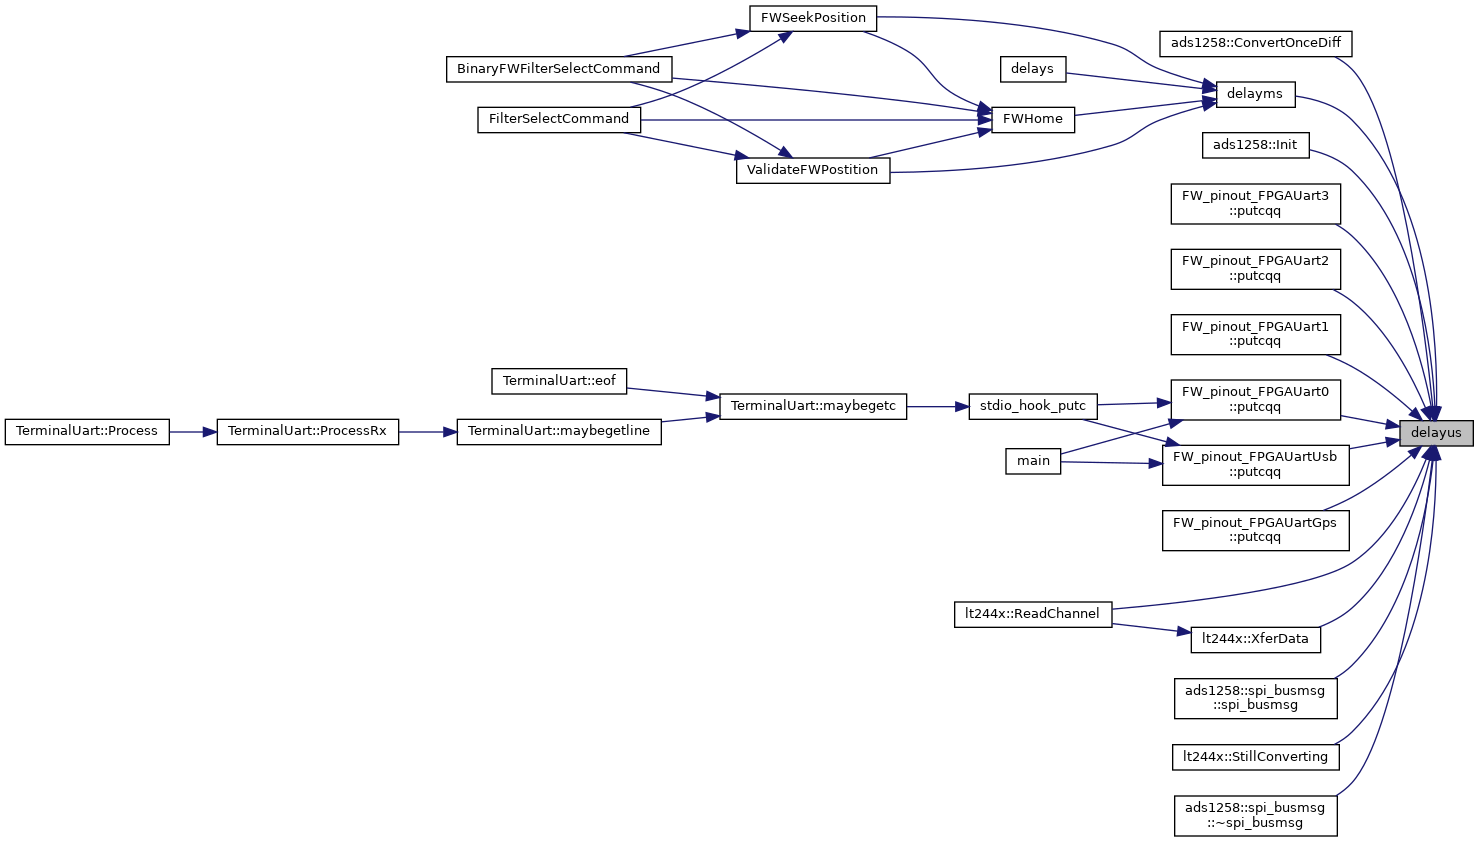 FWSeekPosition
ads1258::ConvertOnceDiff
BinaryFWFilterSelectCommand
delays
delayms
FilterSelectCommand
FWHome
ads1258::Init
ValidateFWPostition
FW_pinout_FPGAUart3
::putcqq
FW_pinout_FPGAUart2
::putcqq
FW_pinout_FPGAUart1
::putcqq
TerminalUart::eof
FW_pinout_FPGAUart0
::putcqq
TerminalUart::maybegetc
stdio_hook_putc
TerminalUart::Process
TerminalUart::ProcessRx
TerminalUart::maybegetline
delayus
main
FW_pinout_FPGAUartUsb
::putcqq
FW_pinout_FPGAUartGps
::putcqq
lt244x::ReadChannel
lt244x::XferData
ads1258::spi_busmsg
::spi_busmsg
lt244x::StillConverting
ads1258::spi_busmsg
::~spi_busmsg